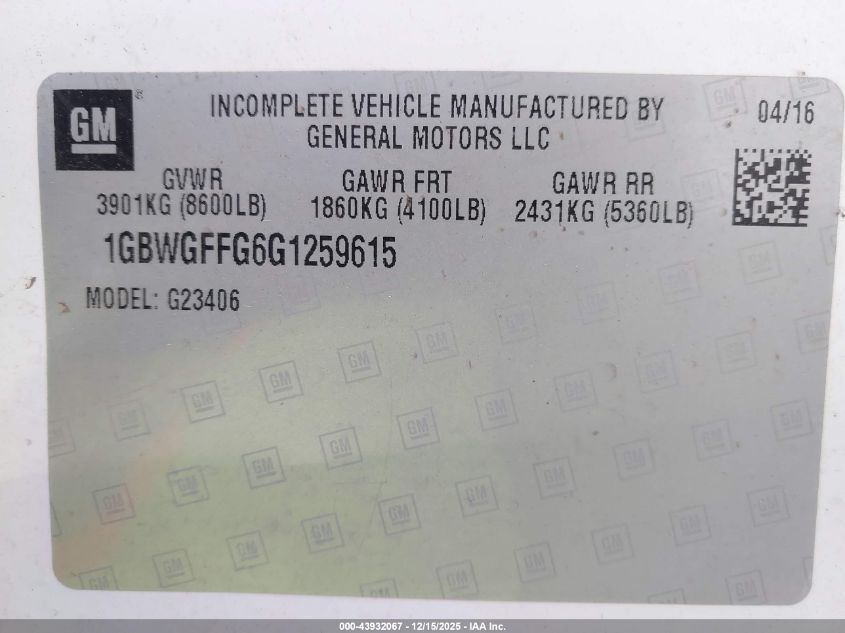 GM ®
INCOMPLETE VEHICLE MANUFACTURED BY
GENERAL MOTORS LLC
04/16
GVWR
3901KG (8600LB)
GAWR FRT
1860KG (4100LB)
GAWR RR
2431KG (5360LB)
1GBWGFFG6G1259615
MODEL: G23406
000-43932067 - 12/15/2025 - IAA Inc.